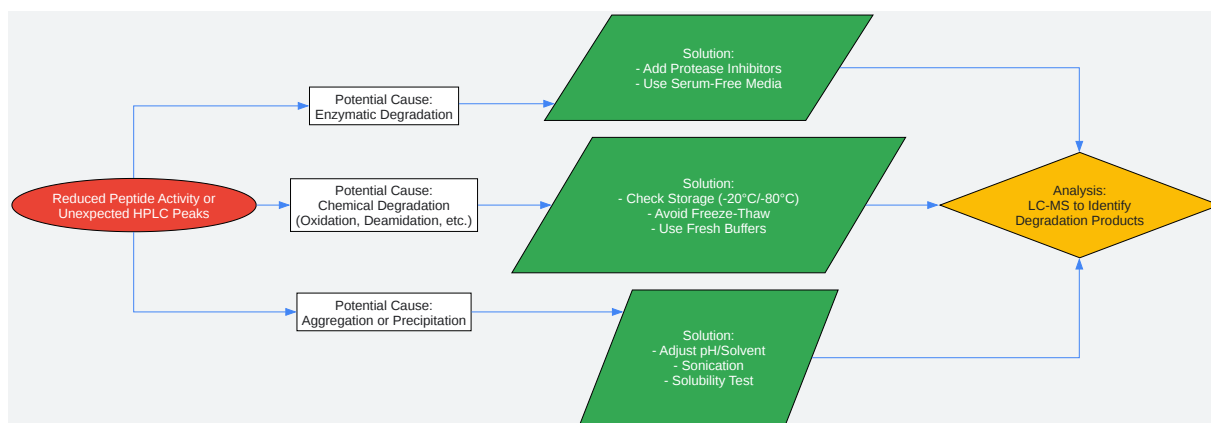 Reduced Peptide Activity or
Unexpected HPLC Peaks
Potential Cause:
Enzymatic Degradation
Solution:
- Add Protease Inhibitors
- Use Serum-Free Media
Potential Cause:
Chemical Degradation
(Oxidation, Deamidation, etc.)
Solution:
- Check Storage (-20°C/-80°C)
- Avoid Freeze-Thaw
- Use Fresh Buffers
Potential Cause:
Aggregation or Precipitation
Solution:
- Adjust pH/Solvent
- Sonication
- Solubility Test
Analysis:
LC-MS to Identify
Degradation Products